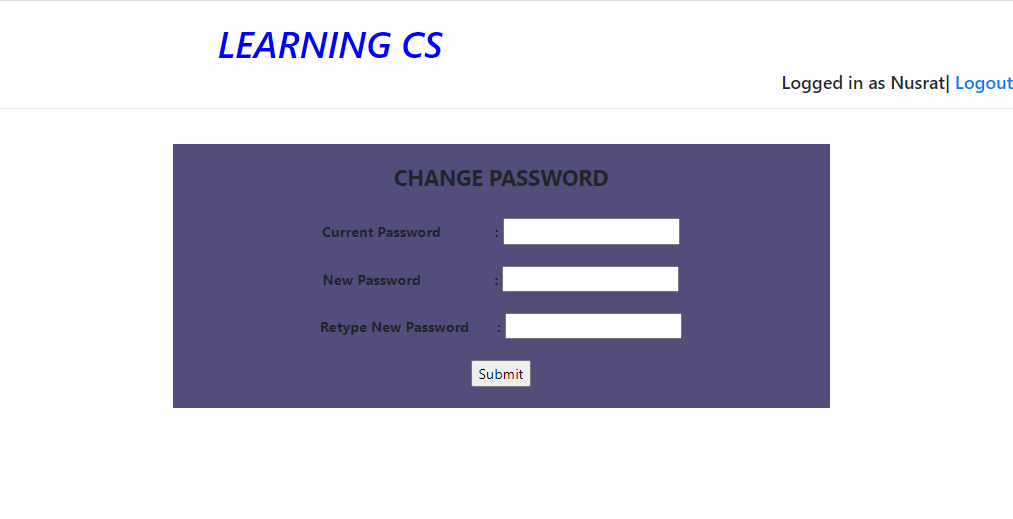 LEARNING CS
Logged in as Nusrat| Logout
CHANGE PASSWORD
Current Password :
New Password :
Retype New Password :
Submit